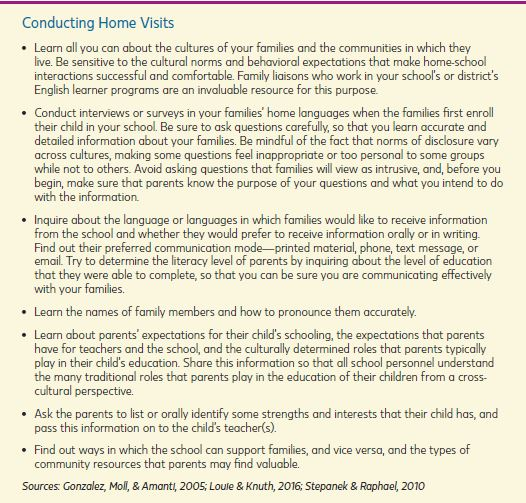 Conducting Home Visits
• Learn all you can about the cultures of your families and the communities in which they
live. Be sensitive to the cultural norms and behavioral expectations that make home-school
interactions successful and comfortable. Family liaisons who work in your school's or district's
English learner programs are an invaluable resource for this purpose.
• Conduct interviews or surveys in your families' home languages when the families first enroll
their child in your school. Be sure to ask questions carefully, so that you learn accurate and
detailed information about your families. Be mindful of the fact that norms of disclosure vary
across cultures, making some questions feel inappropriate or too personal to some groups
while not to others. Avoid asking questions that families will view as intrusive, and, before you
begin, make sure that parents know the purpose of your questions and what you intend to do
with the information.
• Inquire about the language or languages in which families would like to receive information
from the school and whether they would prefer to receive information orally or in writing.
Find out their preferred communication mode—printed material, phone, text message, or
email. Try to determine the literacy level of parents by inquiring about the level of education
that they were able to complete, so that you can be sure you are communicating effectively
with your families.
• Learn the names of family members and how to pronounce them accurately.
• Learn about parents' expectations for their child's schooling, the expectations that parents
have for teachers and the school, and the culturally determined roles that parents typically
play in their child's education. Share this information so that all school personnel understand
the many traditional roles that parents play in the education of their children from a cross-
cultural perspective.
• Ask the parents to list or orally identify some strengths and interests that their child has, and
pass this information on to the child's teacher(s).
• Find out ways in which the school can support families, and vice versa, and the types of
community resources that parents may find valuable.
Sources: Gonzalez, Moll, & Amanti, 2005; Louie & Knuth, 2016; Stepanek & Raphael, 2010